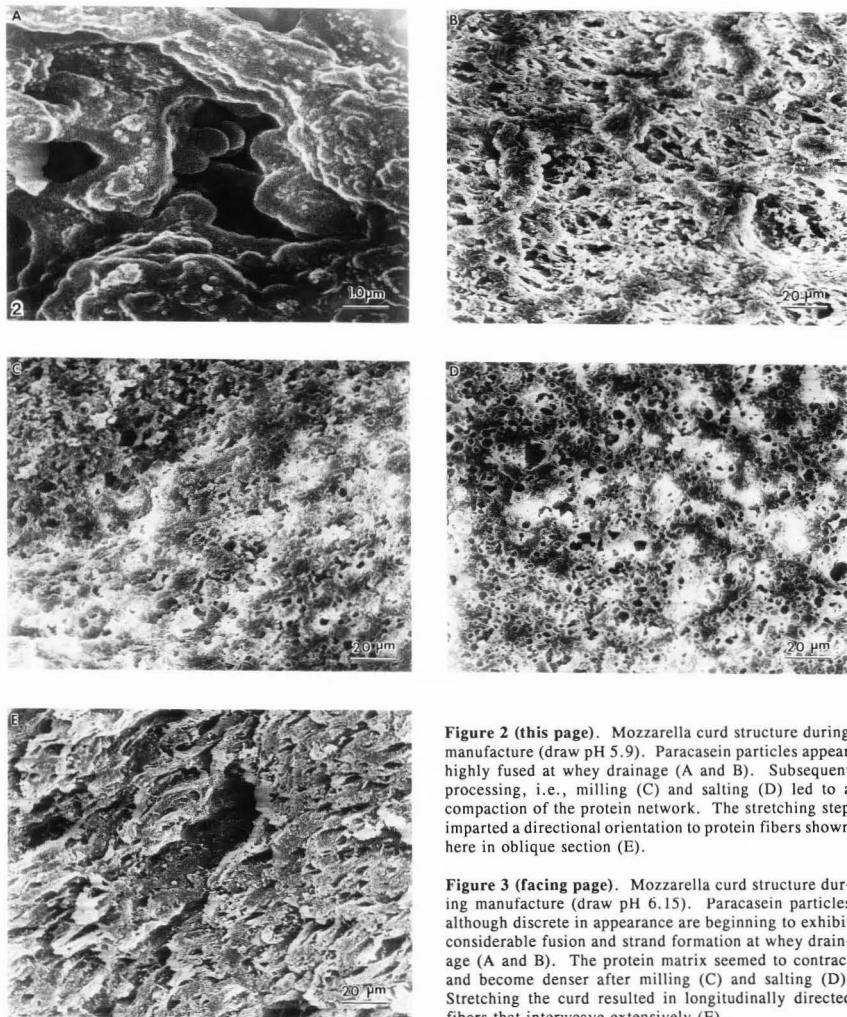 A
2
1.0µm
B
20 µm
C
20 µm
D
20 µm
E
20 µm
Figure 2 (this page). Mozzarella curd structure during
manufacture (draw pH 5.9). Paracasein particles appear
highly fused at whey drainage (A and B). Subsequent
processing, i.e., milling (C) and salting (D) led to a
compaction of the protein network. The stretching step
imparted a directional orientation to protein fibers shown
here in oblique section (E).
Figure 3 (facing page). Mozzarella curd structure dur-
ing manufacture (draw pH 6.15). Paracasein particles
although discrete in appearance are beginning to exhibit
considerable fusion and strand formation at whey drain-
age (A and B). The protein matrix seemed to contract
and become denser after milling (C) and salting (D)
Stretching the curd resulted in longitudinally directed
fibers that interweave extensively (E).